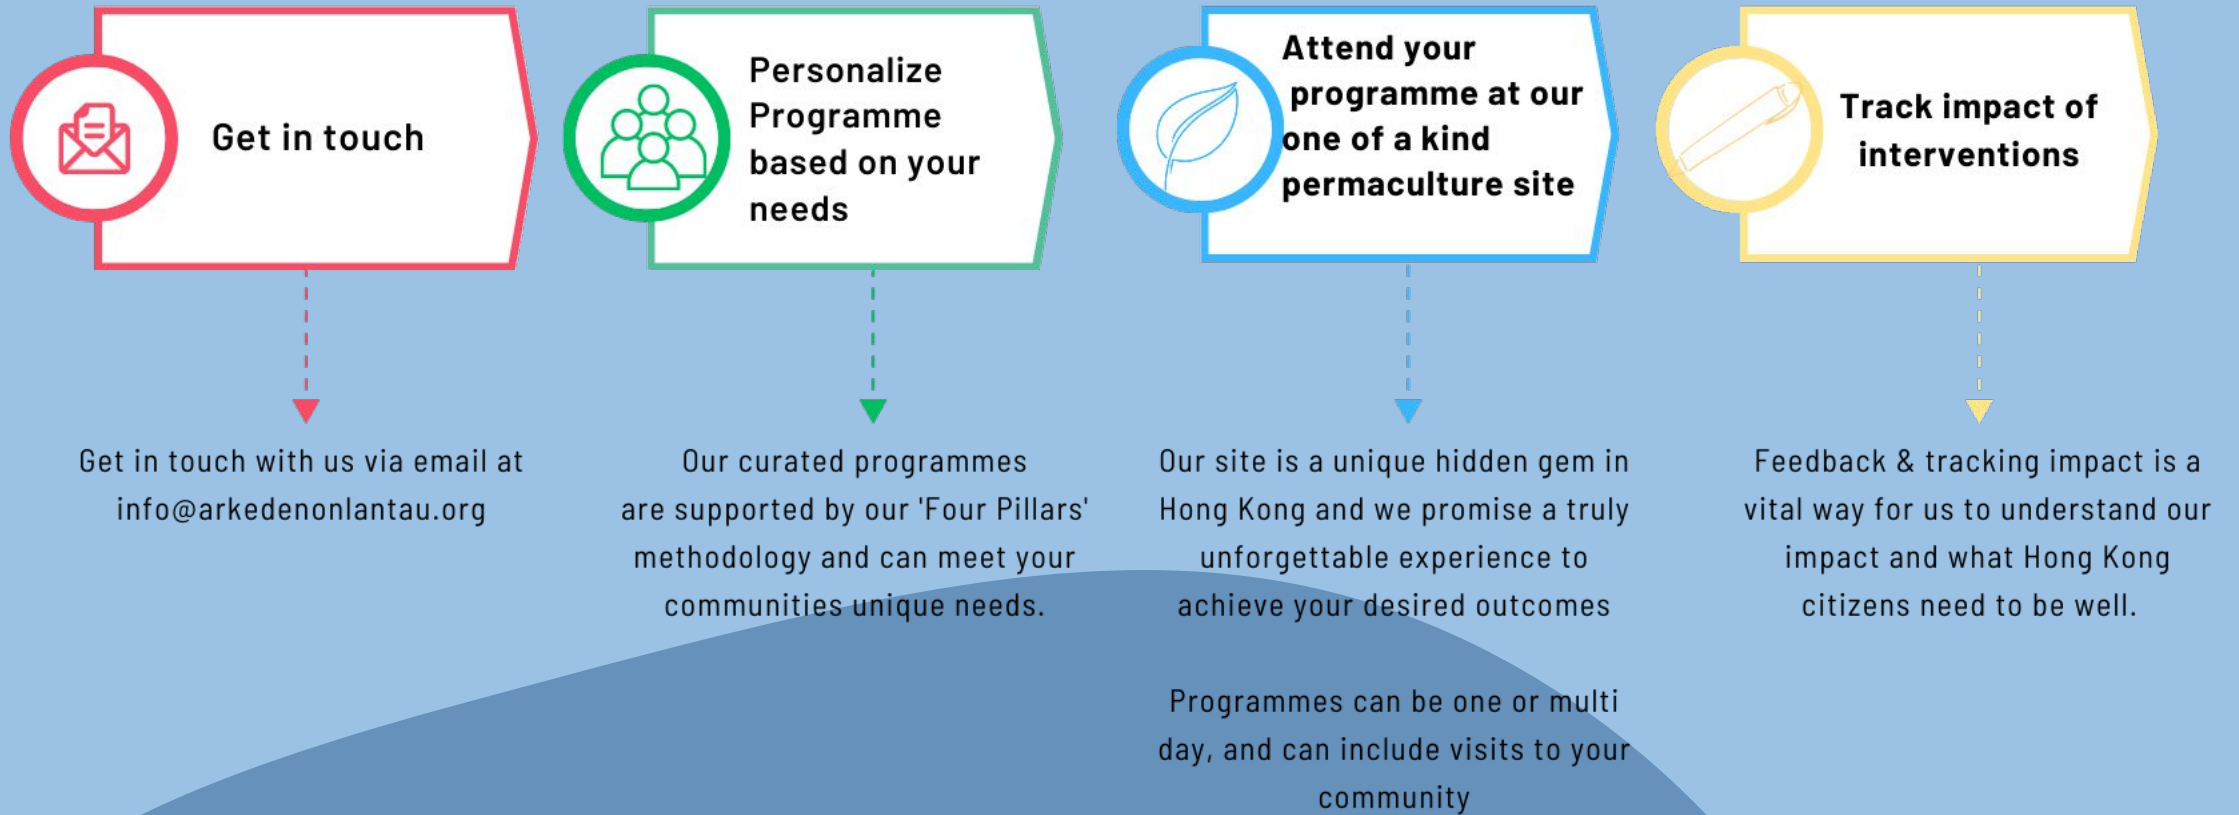 Get in touch
Personalize
Programme
based on your
needs
Attend your
programme at our
one of a kind
permaculture site
Track impact of
interventions
Get in touch with us via email at
info@arkedenonlantau.org
Our curated programmes
are supported by our 'Four Pillars'
methodology and can meet your
communities unique needs.
Our site is a unique hidden gem in
Hong Kong and we promise a truly
unforgettable experience to
achieve your desired outcomes
Programmes can be one or multi
day, and can include visits to your
community
Feedback & tracking impact is a
vital way for us to understand our
impact and what Hong Kong
citizens need to be well.